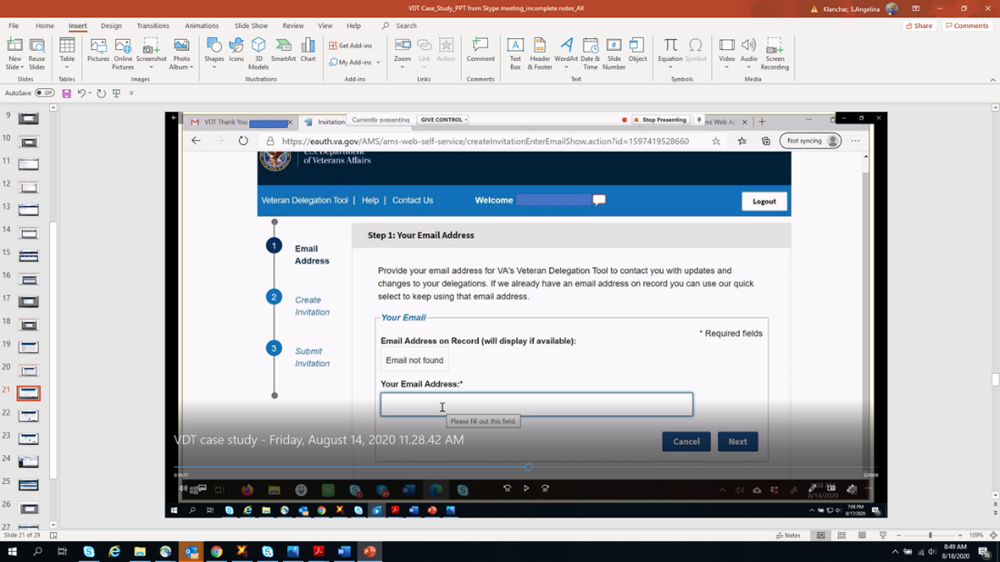 VDT Case_Study_PPT from Skype meeting_incomplete notes_AK
Klanchar, S.Angelina
File Home Insert Design Transitions Animations Slide Show Review View Help Search
Share Comments
New Slide
Reuse Slides
Table
Pictures
Online Pictures
Screenshot
Photo Album
Shapes
Icons
3D Models
SmartArt
Chart
Get Add-ins
My Add-ins
Zoom
Link
Action
Comment
Text Box
Header & Footer
WordArt
Date & Time
Slide Number
Object
Equation
Symbol
Video
Audio
Screen Recording
Slides Tables Images Illustrations Add-ins Links Comments Text Symbols Media
AutoSave Off
9
10
11
12
13
14
15
16
17
18
19
20
21
22
23
24
25
26
27
VDT Thank You
Invitation
Currently presenting
GIVE CONTROL
Stop Presenting
https://eauth.va.gov/AMS/ams-web-self-service/createInvitationEnterEmailShow.action?id=1597419528660
Not syncing
U.S. Department
of Veterans Affairs
Veteran Delegation Tool | Help | Contact Us
Welcome
Logout
1 Email Address
2 Create Invitation
3 Submit Invitation
Step 1: Your Email Address
Provide your email address for VA's Veteran Delegation Tool to contact you with updates and
changes to your delegations. If we already have an email address on record you can use our quick
select to keep using that email address.
Your Email
* Required fields
Email Address on Record (will display if available):
Email not found
Your Email Address:*
Please fill out this field.
Cancel Next
VDT case study - Friday, August 14, 2020 11.28.42 AM
0:10:17
0:10:09
8/14/2020
7:08 PM
8/17/2020
Slide 21 of 29
Notes
109%
8:49 AM
8/18/2020